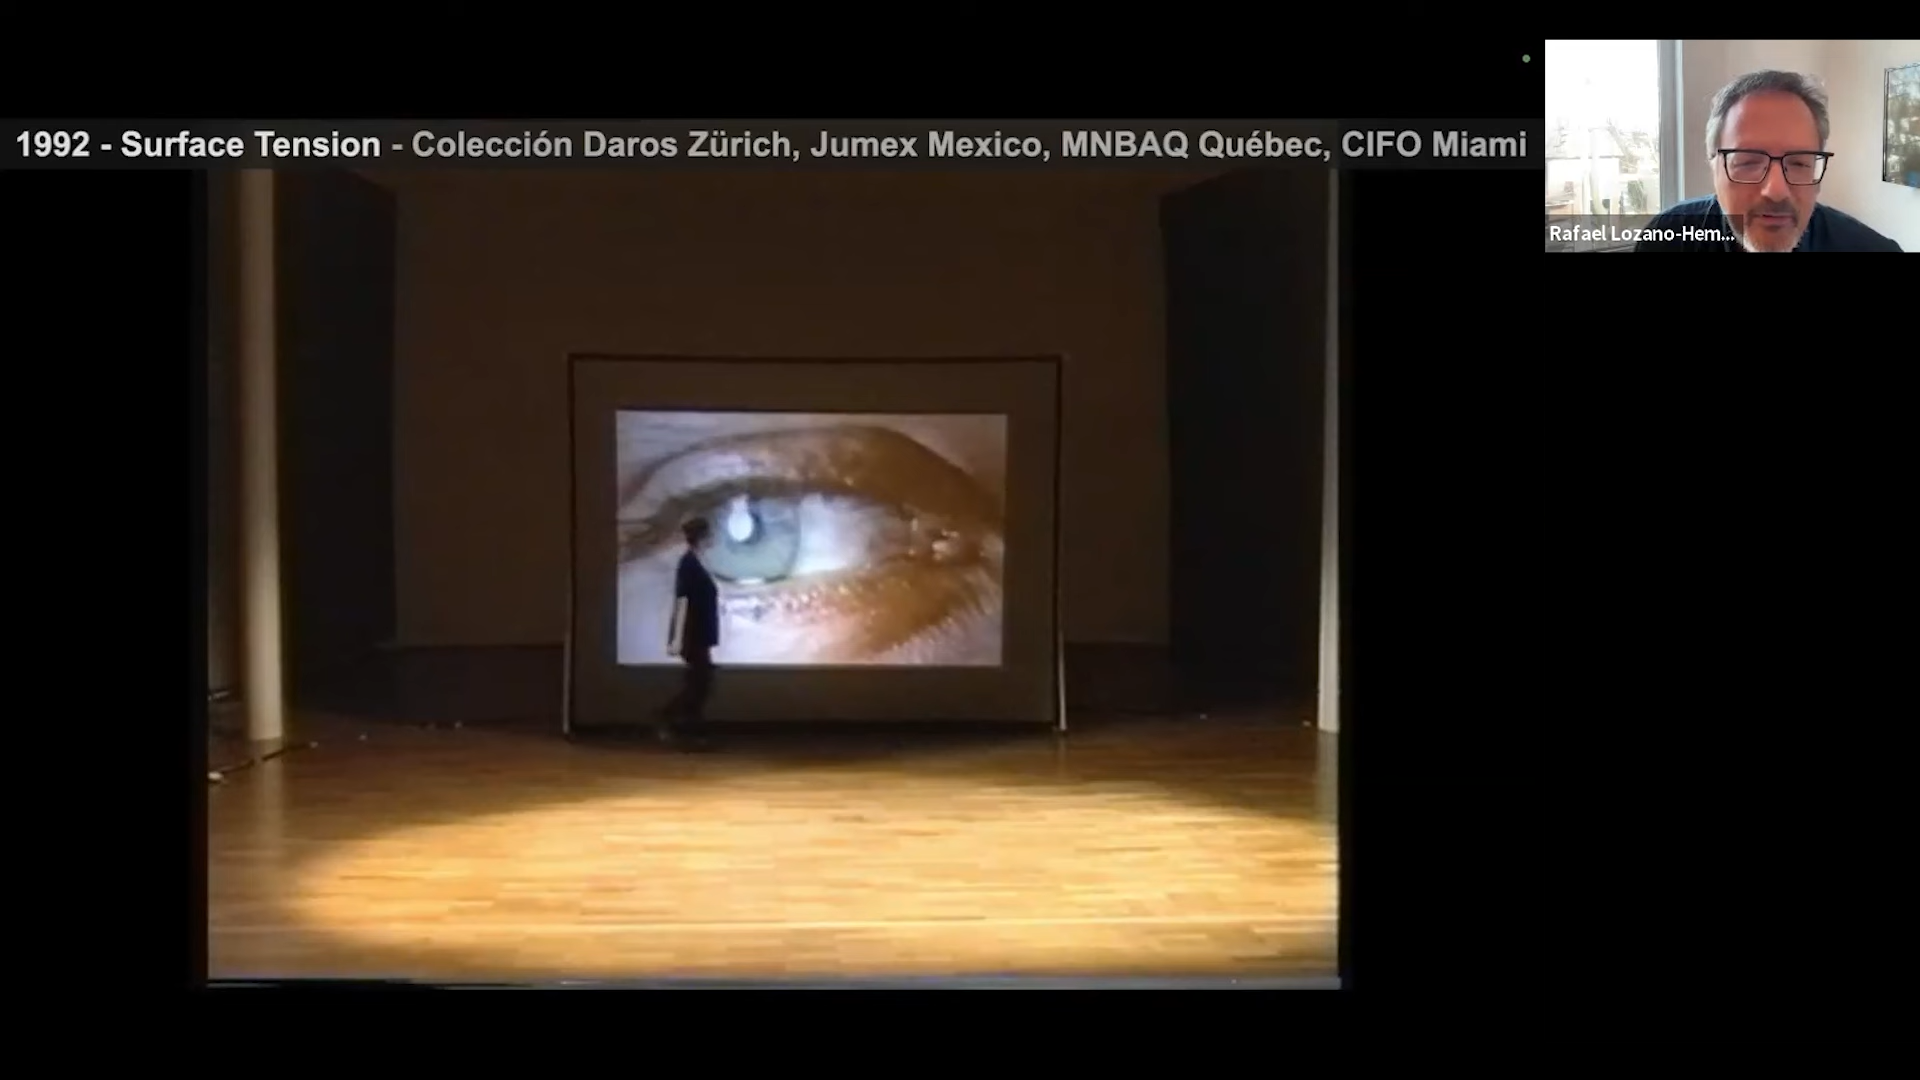 1992 - Surface Tension - Colección Daros Zürich, Jumex Mexico, MNBAQ Québec, CIFO Miami
Rafael Lozano-Hem...